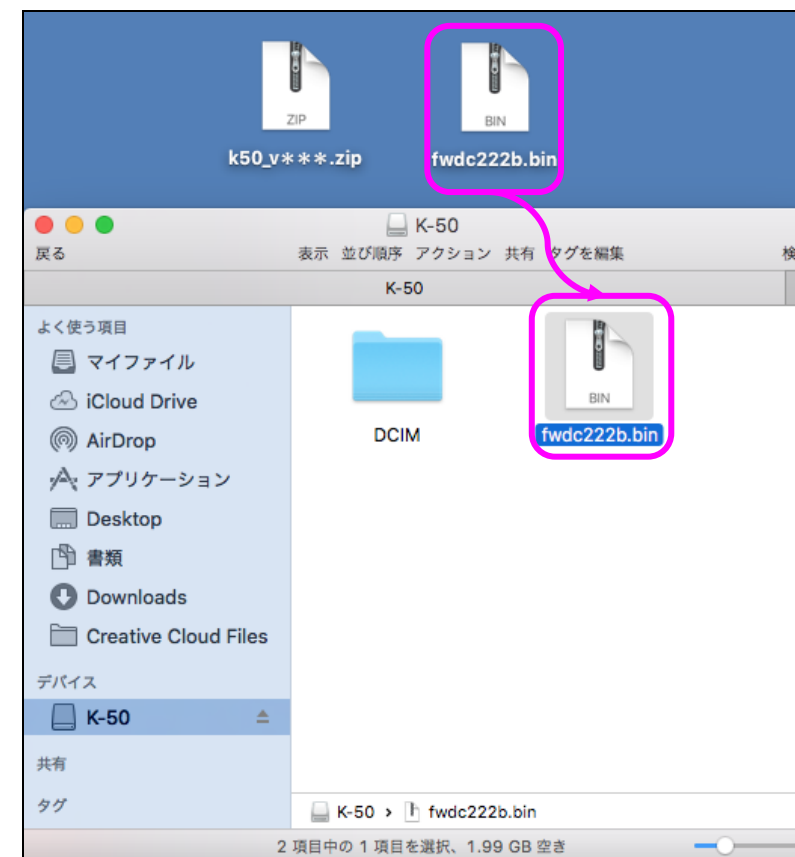 ZIP
BIN
k50_v***.zip
fwdc222b.bin
K-50
戻る
表示 並び順序 アクション 共有 タグを編集
検
K-50
よく使う項目
マイファイル
iCloud Drive
AirDrop
アプリケーション
Desktop
書類
Downloads
Creative Cloud Files
デバイス
K-50
共有
タグ
DCIM
BIN
fwdc222b.bin
K-50 › fwdc222b.bin
2 項目中の 1 項目を選択、1.99 GB 空き